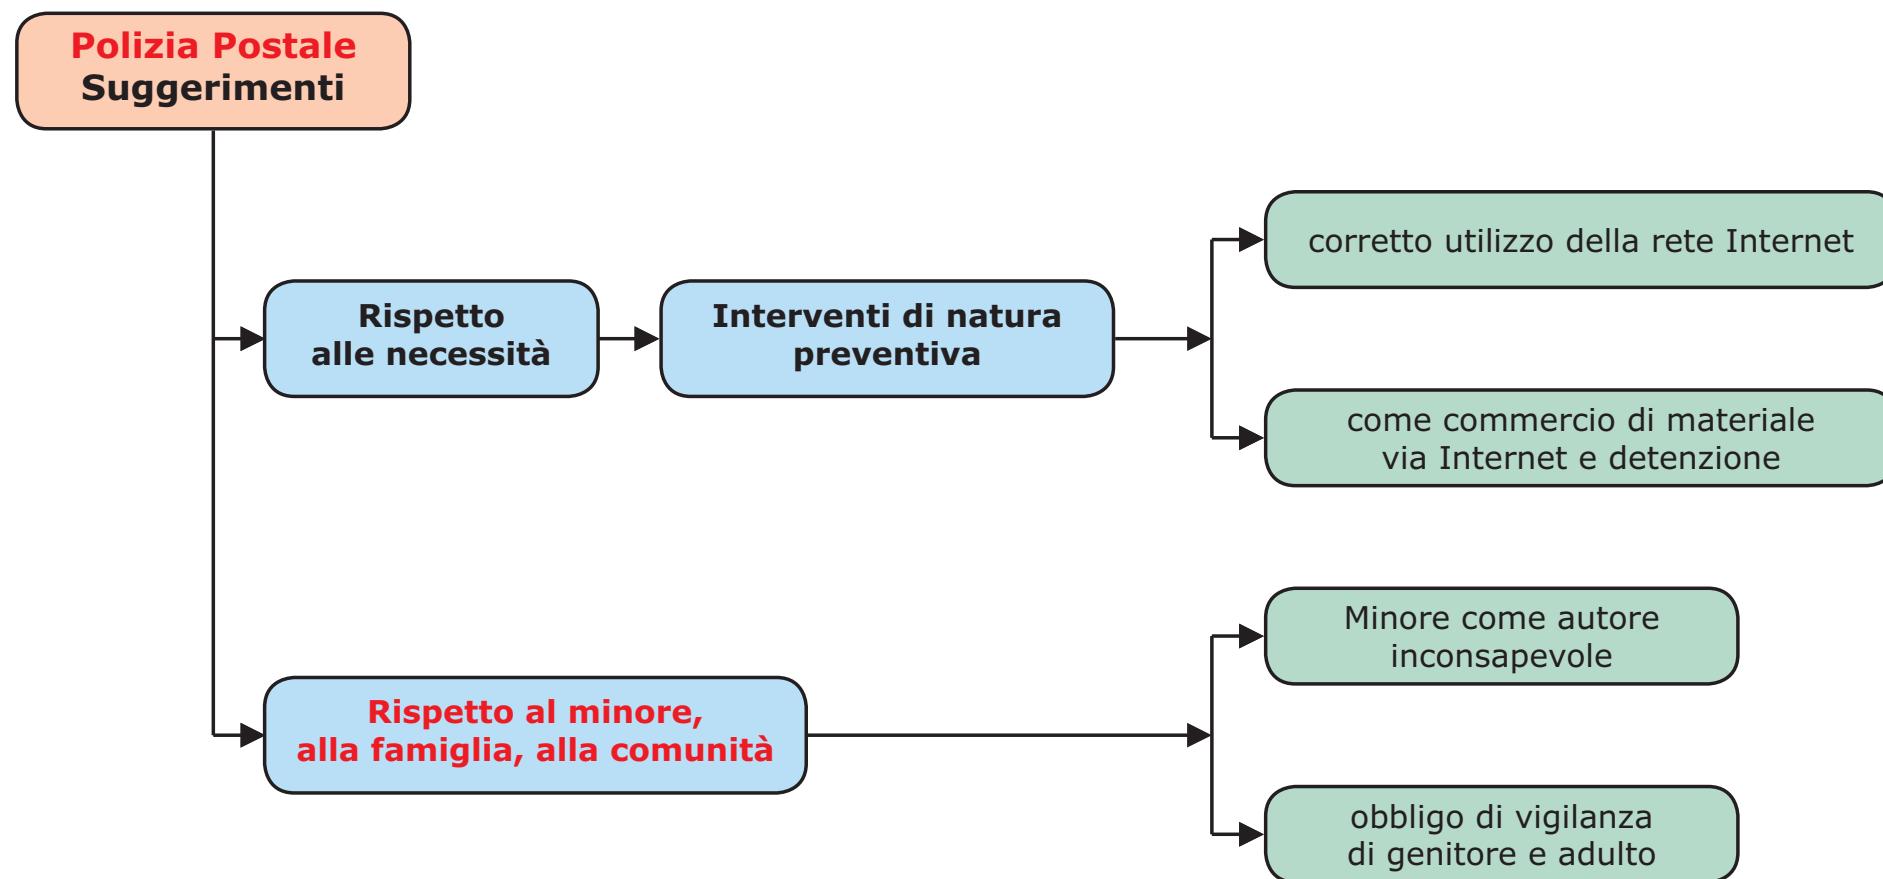 Polizia Postale
Suggerimenti
corretto utilizzo della rete Internet
Rispetto
alle necessità
Interventi di natura
preventiva
come commercio di materiale
via Internet e detenzione
Minore come autore
inconsapevole
Rispetto al minore,
alla famiglia, alla comunità
obbligo di vigilanza
di genitore e adulto